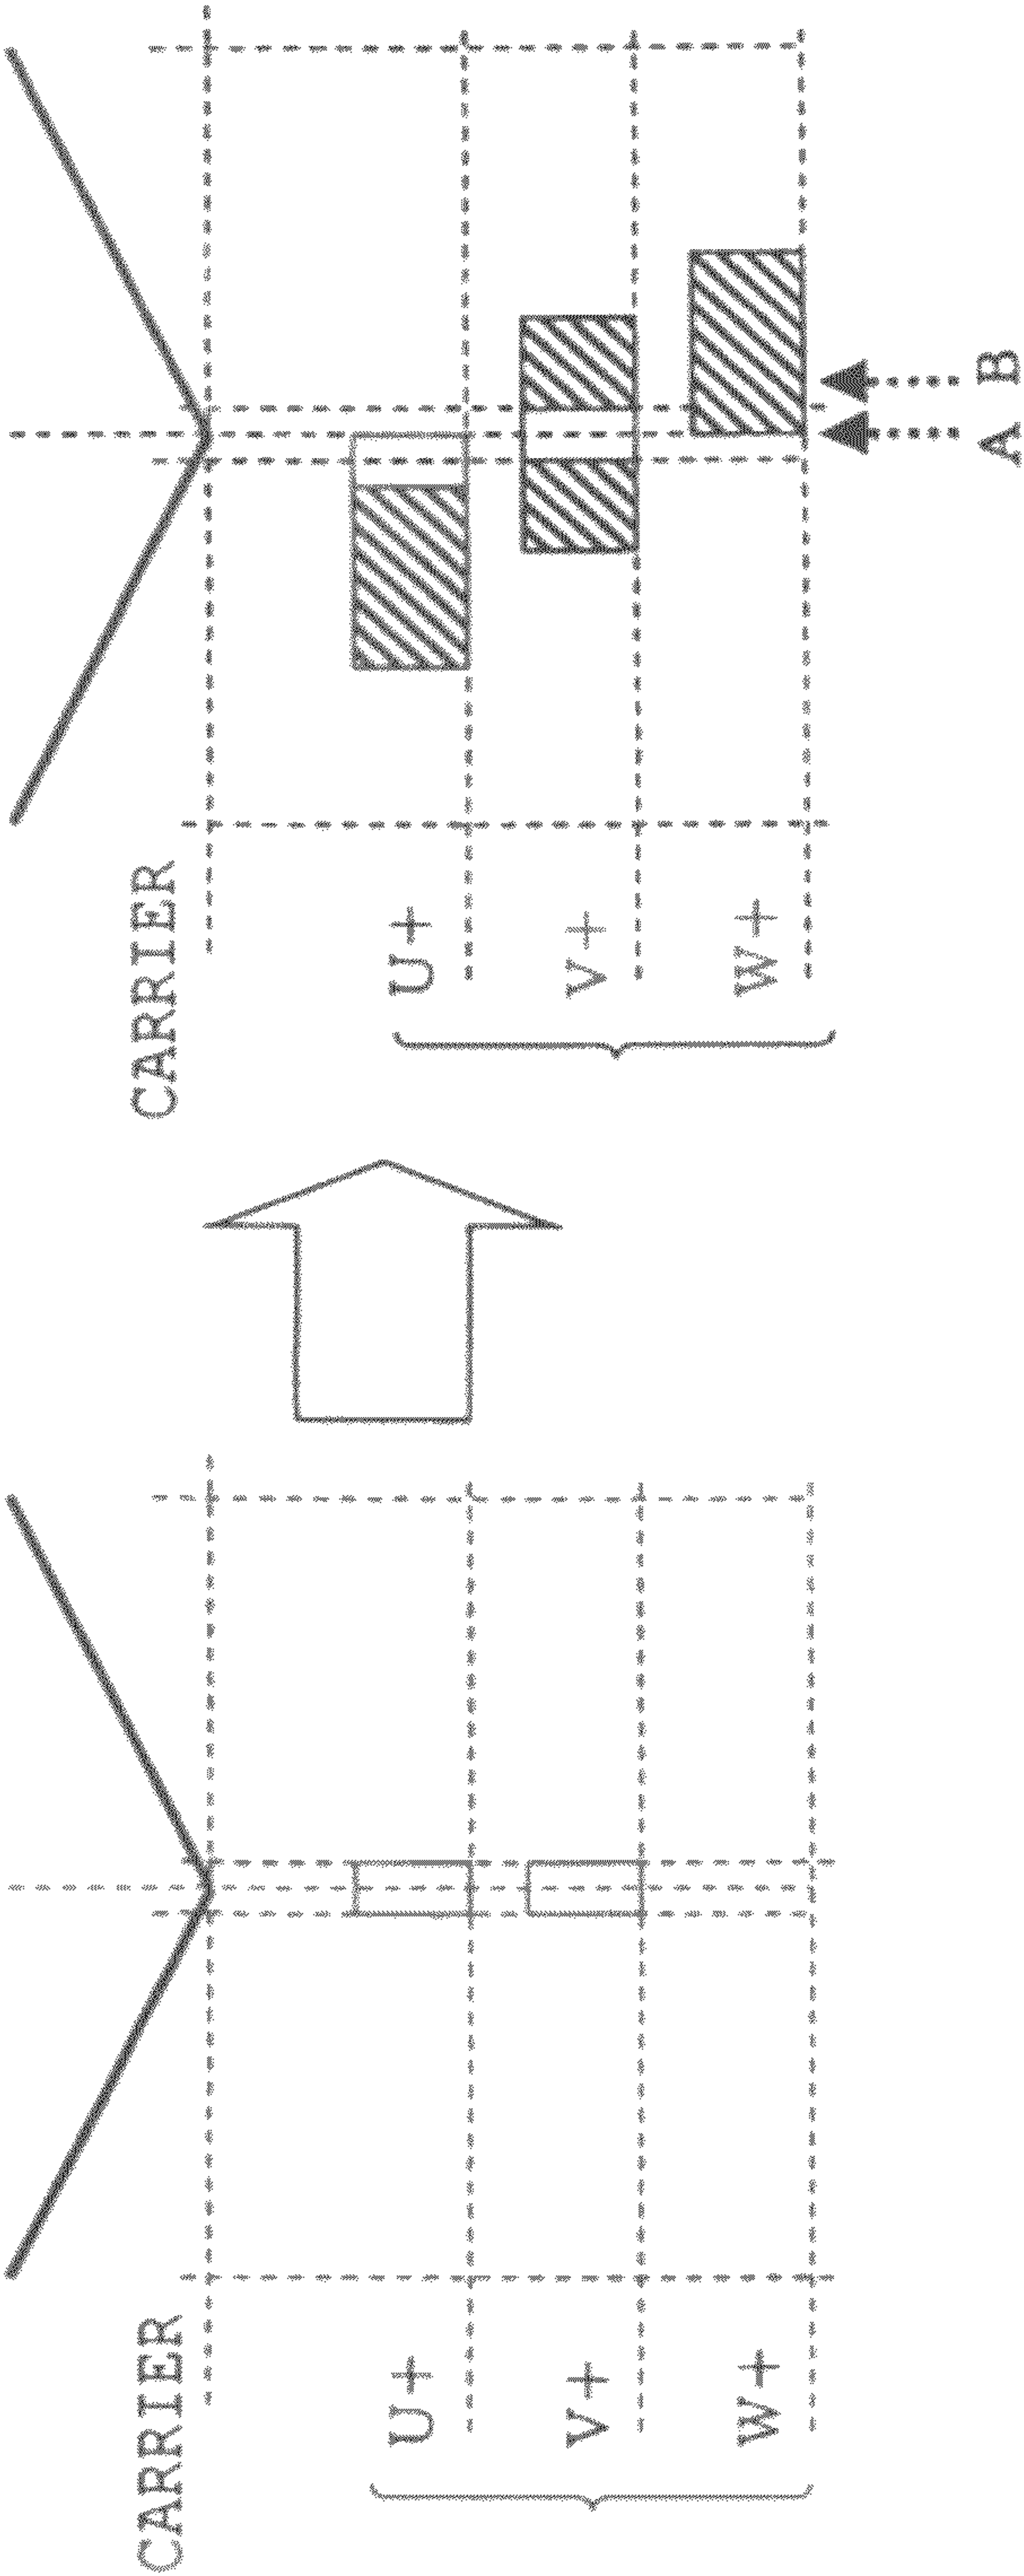 CARRIER
U+
V+
W+
CARRIER
U+
V+
W+
A
B